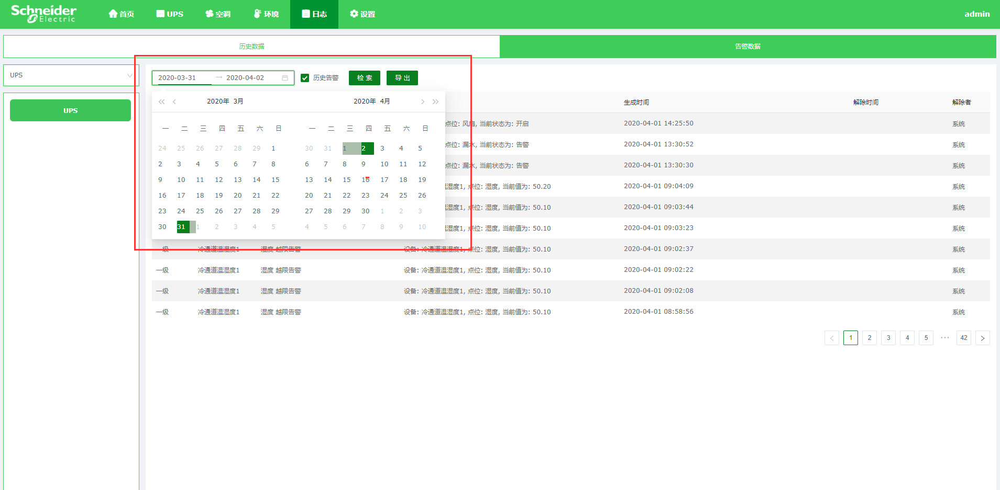 Schneider
Electric
首页 UPS 空调 环境 日志 设置 admin
历史数据 告警数据
UPS
UPS
2020-03-31 → 2020-04-02 历史告警 检 索 导 出
2020年 3月 2020年 4月
一 二 三 四 五 六 日 一 二 三 四 五 六 日
24 25 26 27 28 29 1 30 31 1 2 3 4 5
2 3 4 5 6 7 8 6 7 8 9 10 11 12
9 10 11 12 13 14 15 13 14 15 16 17 18 19
16 17 18 19 20 21 22 20 21 22 23 24 25 26
23 24 25 26 27 28 29 27 28 29 30 1 2 3
30 31 1 2 3 4 5 4 5 6 7 8 9 10
生成时间 解除时间 解除者
点位: 风扇, 当前状态为: 开启 2020-04-01 14:25:50 系统
点位: 漏水, 当前状态为: 告警 2020-04-01 13:30:52 系统
点位: 漏水, 当前状态为: 告警 2020-04-01 13:30:30 系统
湿度1, 点位: 湿度, 当前值为: 50.20 2020-04-01 09:04:09 系统
湿度1, 点位: 湿度, 当前值为: 50.10 2020-04-01 09:03:44 系统
湿度1, 点位: 湿度, 当前值为: 50.10 2020-04-01 09:03:23 系统
一级 冷通道温湿度1 湿度 越限告警 设备: 冷通道温湿度1, 点位: 湿度, 当前值为: 50.10 2020-04-01 09:02:37 系统
一级 冷通道温湿度1 湿度 越限告警 设备: 冷通道温湿度1, 点位: 湿度, 当前值为: 50.10 2020-04-01 09:02:22 系统
一级 冷通道温湿度1 湿度 越限告警 设备: 冷通道温湿度1, 点位: 湿度, 当前值为: 50.10 2020-04-01 09:02:08 系统
一级 冷通道温湿度1 湿度 越限告警 设备: 冷通道温湿度1, 点位: 湿度, 当前值为: 50.10 2020-04-01 08:58:56 系统
< 1 2 3 4 5 ··· 42 >